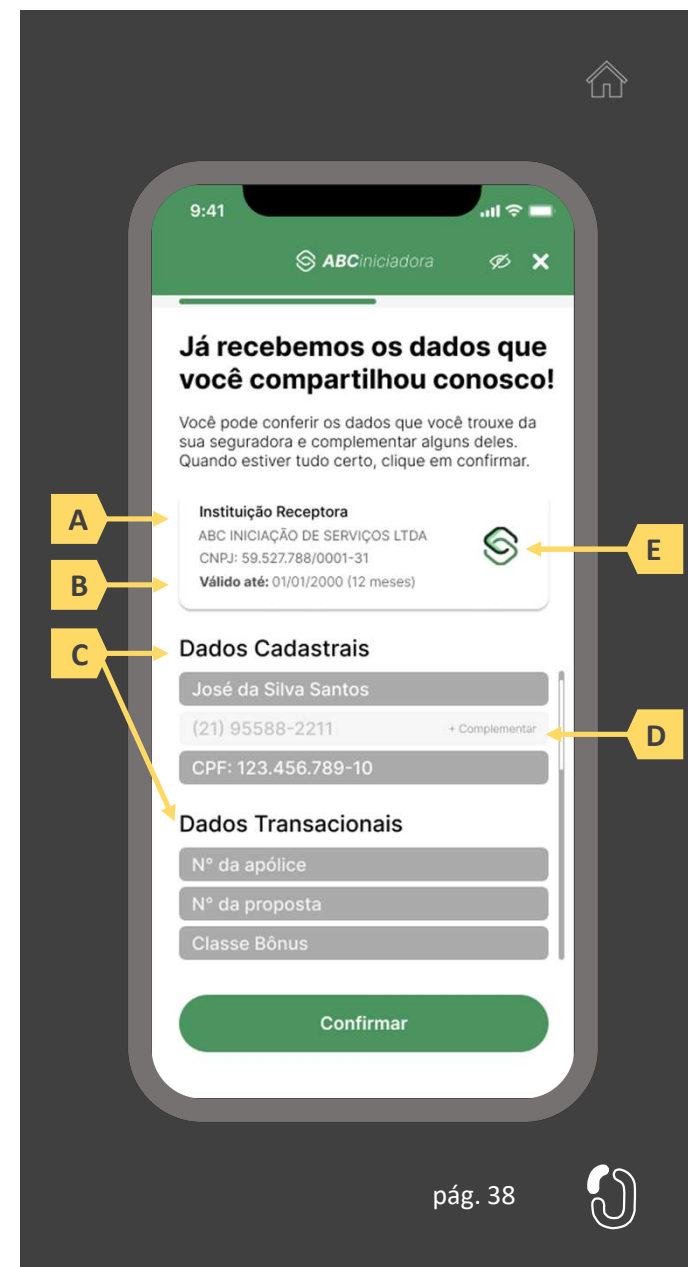 9:41
ABCiniciadora
Já recebemos os dados que
você compartilhou conosco!
Você pode conferir os dados que você trouxe da
sua seguradora e complementar alguns deles.
Quando estiver tudo certo, clique em confirmar.
A
Instituição Receptora
ABC INICIAÇÃO DE SERVIÇOS LTDA
E
CNPJ: 59.527.788/0001-31
B
Válido até: 01/01/2000 (12 meses)
C
Dados Cadastrais
José da Silva Santos
(21) 95588-2211 + Complementar
D
CPF: 123.456.789-10
Dados Transacionais
N° da apólice
N° da proposta
Classe Bônus
Confirmar
pág. 38